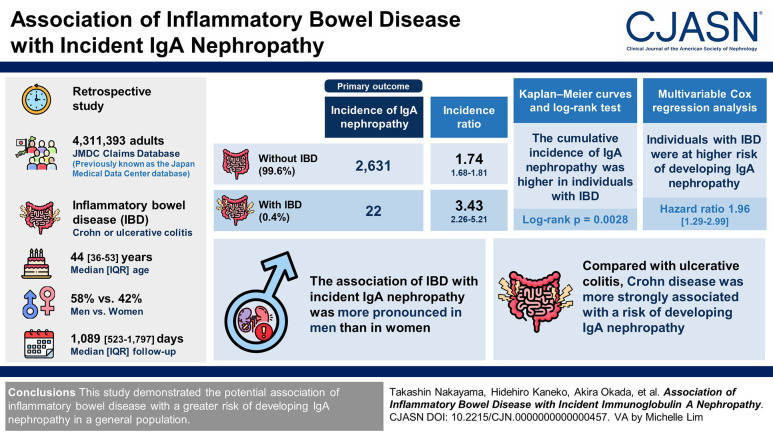 Association of Inflammatory Bowel Disease
with Incident IgA Nephropathy
CJASN®
Clinical Journal of the American Society of Nephrology
Retrospective
study
4,311,393 adults
JMDC Claims Database
(Previously known as the Japan
Medical Data Center database)
Inflammatory bowel
disease (IBD)
Crohn or ulcerative colitis
44 [36-53] years
Median [IQR] age
58% vs. 42%
Men vs. Women
1,089 [523-1,797] days
Median [IQR] follow-up
Primary outcome
Incidence of IgA
nephropathy
Incidence
ratio
Without IBD
(99.6%)
2,631
1.74
1.68-1.81
With IBD
(0.4%)
22
3.43
2.26-5.21
Kaplan–Meier curves
and log-rank test
The cumulative
incidence of IgA
nephropathy was
higher in individuals
with IBD
Log-rank p = 0.0028
Multivariable Cox
regression analysis
Individuals with IBD
were at higher risk
of developing IgA
nephropathy
Hazard ratio 1.96
[1.29-2.99]
The association of IBD with
incident IgA nephropathy
was more pronounced in
men than in women
Compared with ulcerative
colitis, Crohn disease was
more strongly associated
with a risk of developing
IgA nephropathy
Conclusions This study demonstrated the potential association of
inflammatory bowel disease with a greater risk of developing IgA
nephropathy in a general population.
Takashin Nakayama, Hidehiro Kaneko, Akira Okada, et al. Association of
Inflammatory Bowel Disease with Incident Immunoglobulin A Nephropathy.
CJASN DOI: 10.2215/CJN.0000000000000457. VA by Michelle Lim